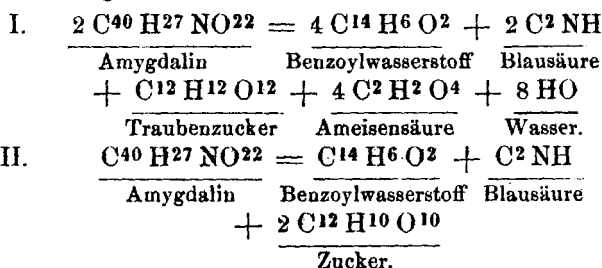 I. 2 C⁴⁰ H²⁷ NO²² = 4 C¹⁴ H⁶ O² + 2 C² NH
Amygdalin Benzoylwasserstoff Blausäure
+ C¹² H¹² O¹² + 4 C² H² O⁴ + 8 HO
Traubenzucker Ameisensäure Wasser.
II. C⁴⁰ H²⁷ NO²² = C¹⁴ H⁶ O² + C² NH
Amygdalin Benzoylwasserstoff Blausäure
+ 2 C¹² H¹⁰ O¹⁰
Zucker.